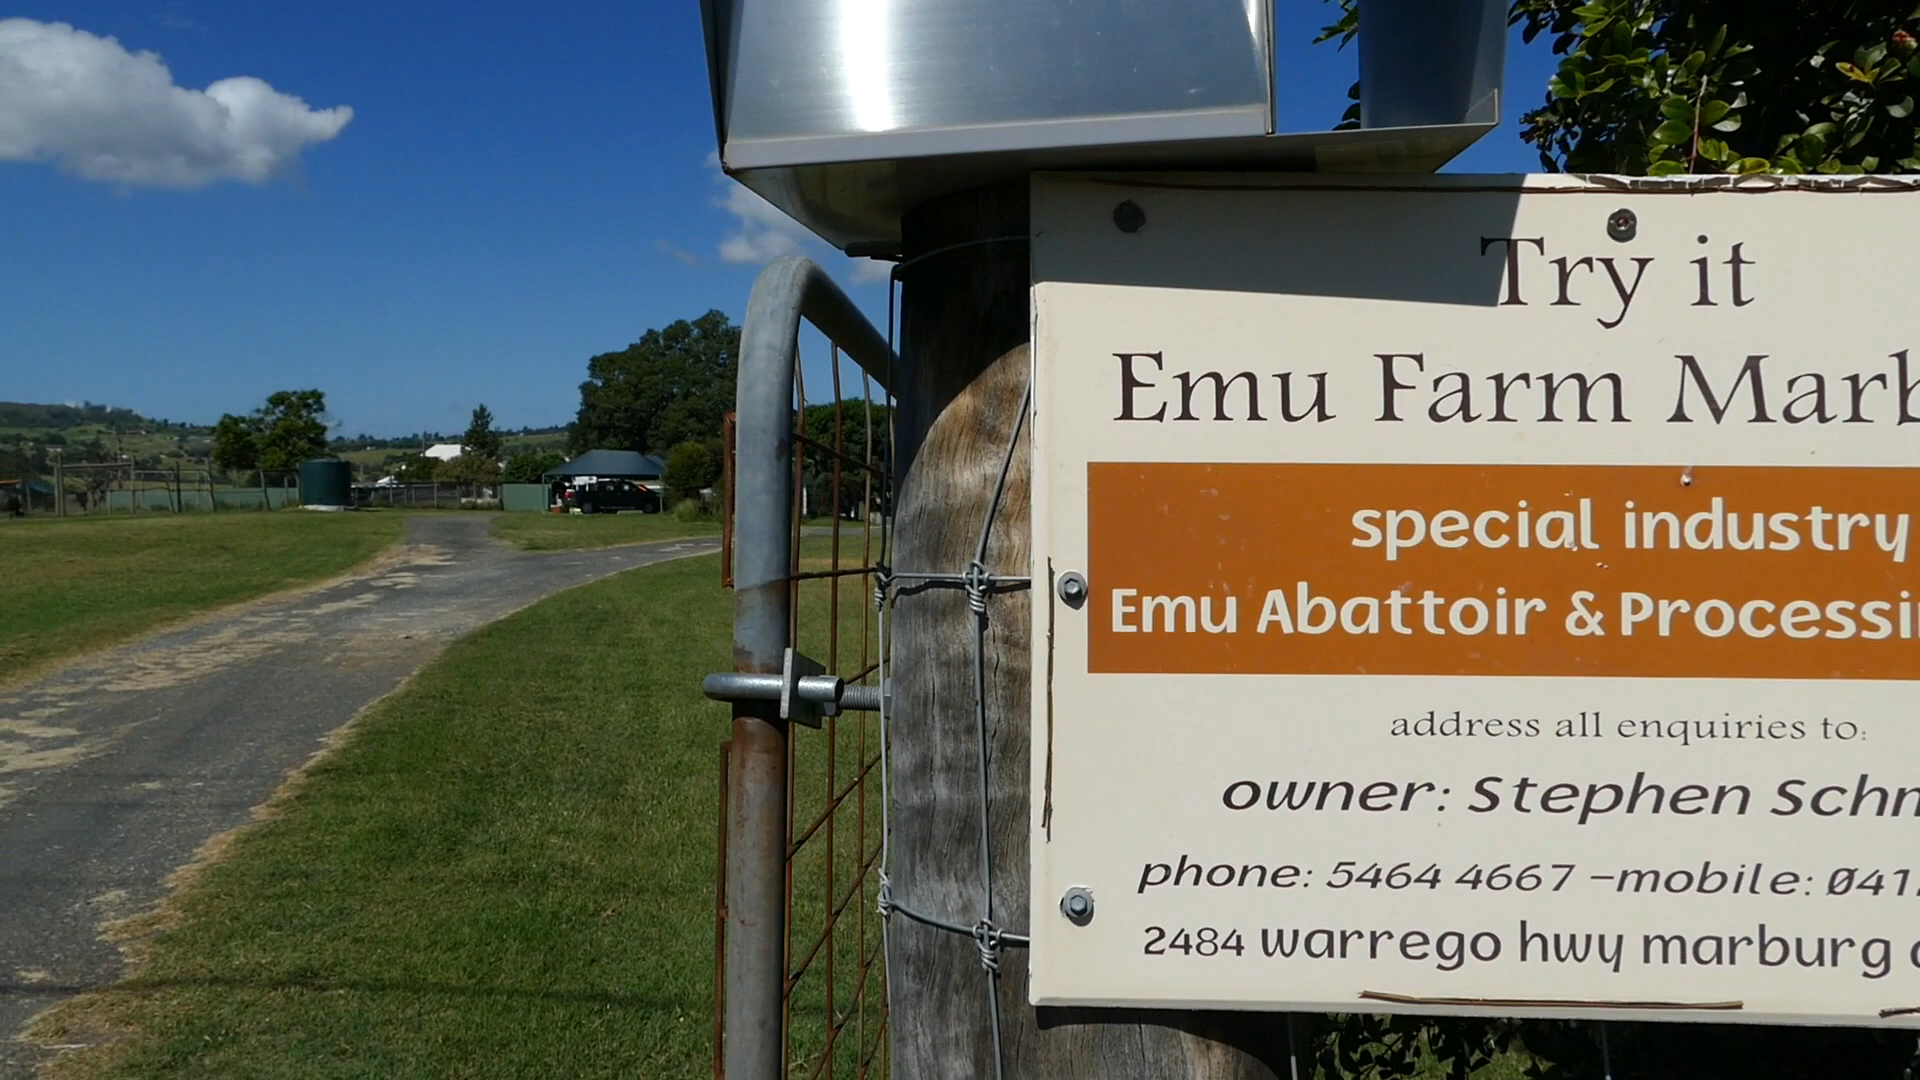 Try it
Emu Farm Marb
special industry
Emu Abattoir & Processi
address all enquiries to:
owner: Stephen Schm
phone: 5464 4667 - mobile: 041
2484 warrego hwy marburg